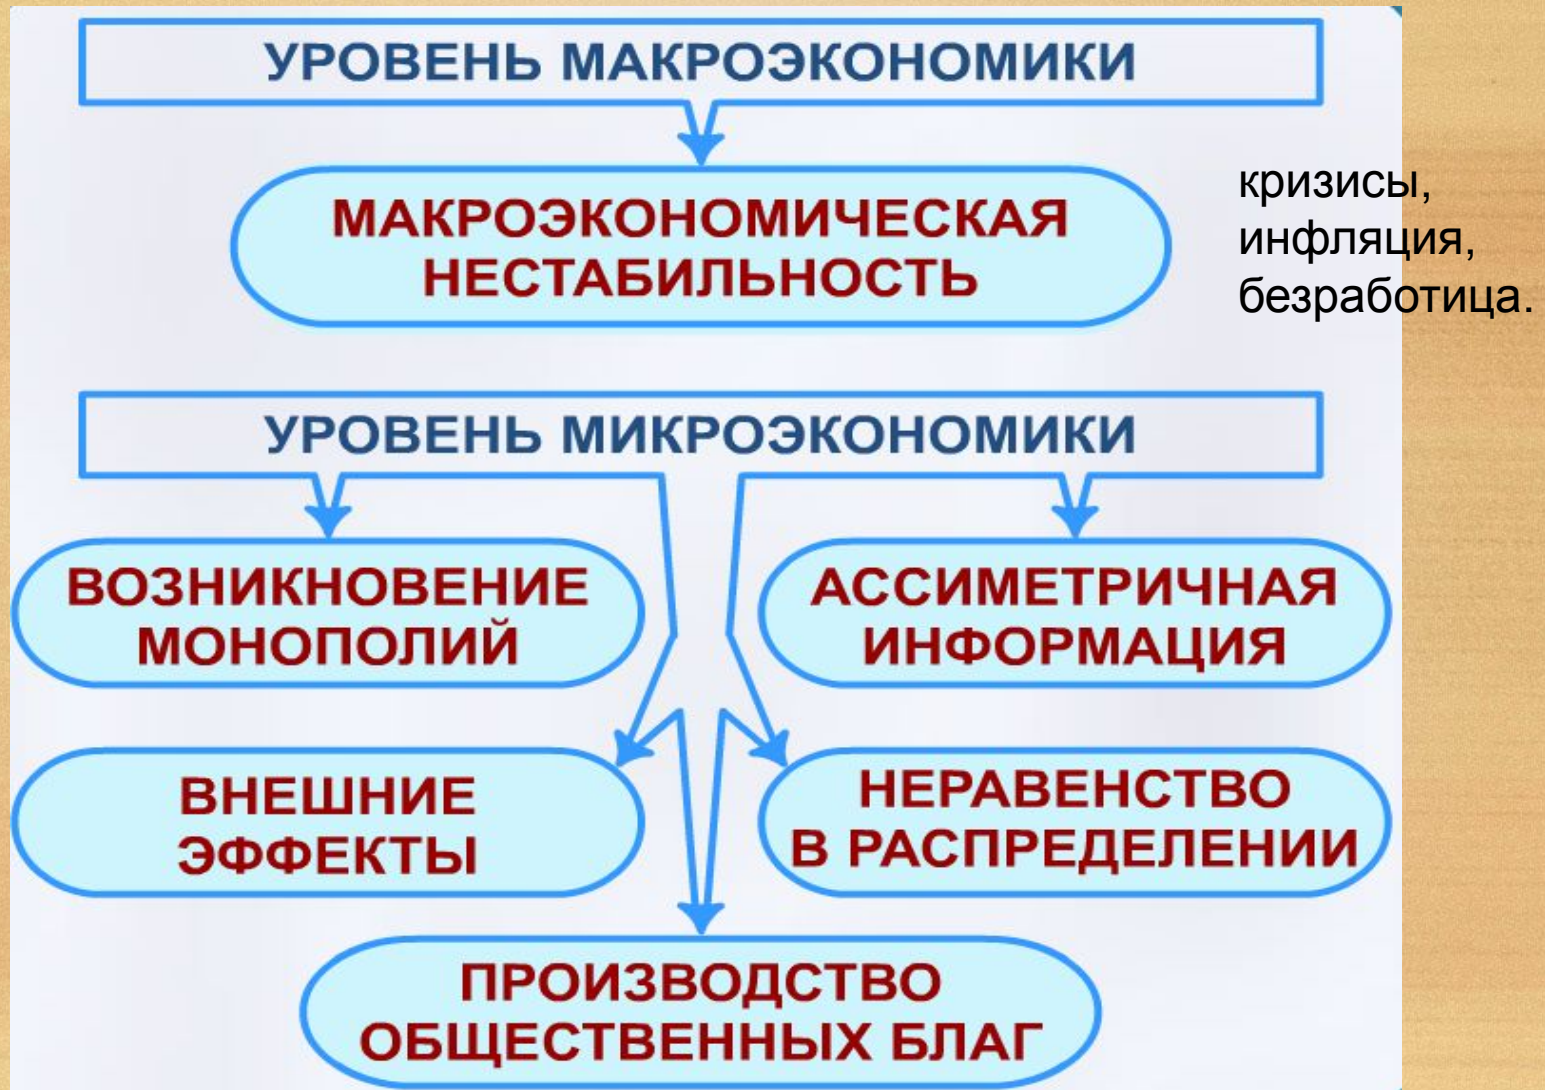 УРОВЕНЬ МАКРОЭКОНОМИКИ
МАКРОЭКОНОМИЧЕСКАЯ
НЕСТАБИЛЬНОСТЬ
кризисы,
инфляция,
безработица.
УРОВЕНЬ МИКРОЭКОНОМИКИ
ВОЗНИКНОВЕНИЕ
МОНОПОЛИЙ
АССИМЕТРИЧНАЯ
ИНФОРМАЦИЯ
ВНЕШНИЕ
ЭФФЕКТЫ
НЕРАВЕНСТВО
В РАСПРЕДЕЛЕНИИ
ПРОИЗВОДСТВО
ОБЩЕСТВЕННЫХ БЛАГ